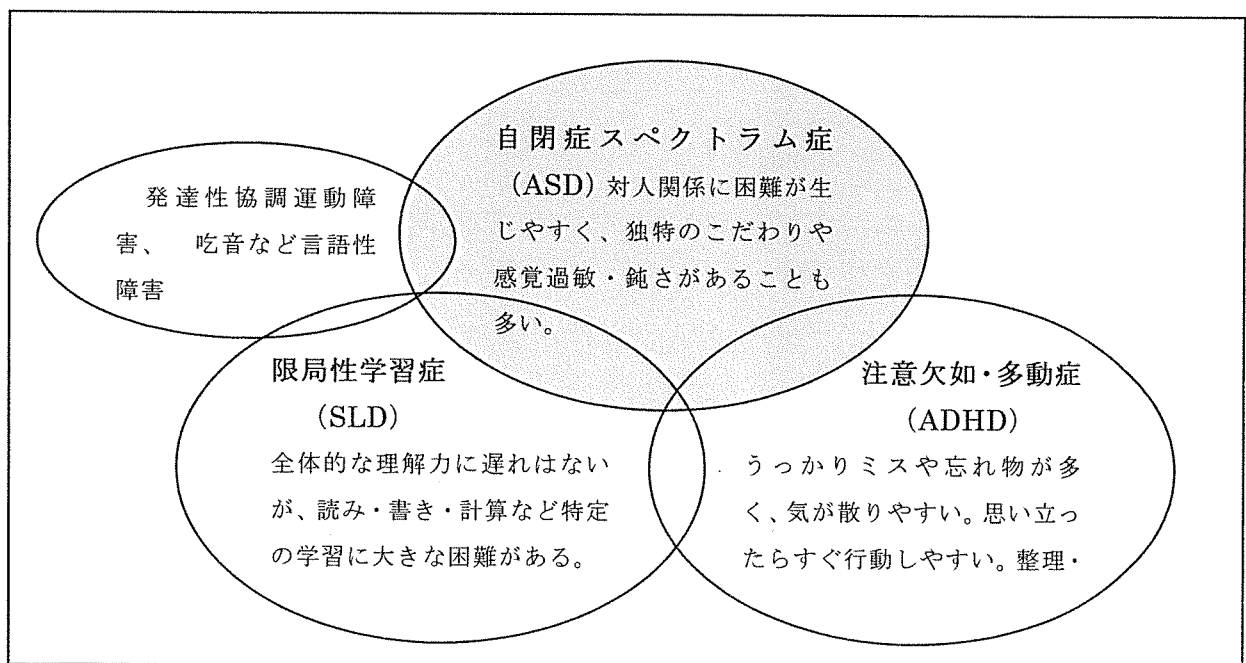 自閉症スペクトラム症
(ASD) 対人関係に困難が生
じやすく、独特のこだわりや
感覚過敏・鈍さがあることも
多い。
発達性協調運動障
害、 吃音など言語性
障害
限局性学習症
(SLD)
全体的な理解力に遅れはない
が、読み・書き・計算など特定
の学習に大きな困難がある。
注意欠如・多動症
(ADHD)
うっかりミスや忘れ物が多
く、気が散りやすい。思い立っ
たらすぐ行動しやすい。整理・